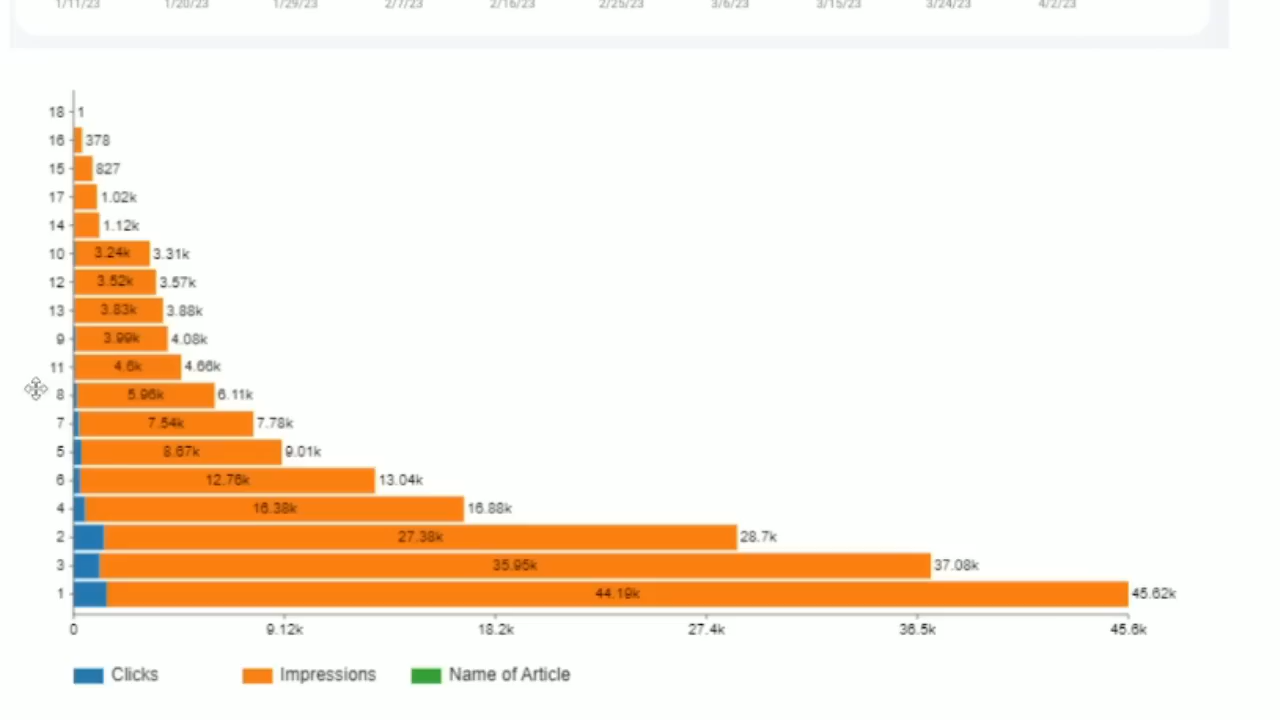 1/11/23 1/20/23 1/29/23 2/7/23 2/16/23 2/25/23 3/6/23 3/15/23 3/24/23 4/2/23
18 1
16 378
15 827
17 1.02k
14 1.12k
10 3.24k 3.31k
12 3.52k 3.57k
13 3.83k 3.88k
9 3.99k 4.08k
11 4.6k 4.66k
8 5.96k 6.11k
7 7.54k 7.78k
5 8.67k 9.01k
6 12.76k 13.04k
4 16.38k 16.88k
2 27.38k 28.7k
3 35.95k 37.08k
1 44.19k 45.62k
0 9.12k 18.2k 27.4k 36.5k 45.6k
Clicks Impressions Name of Article